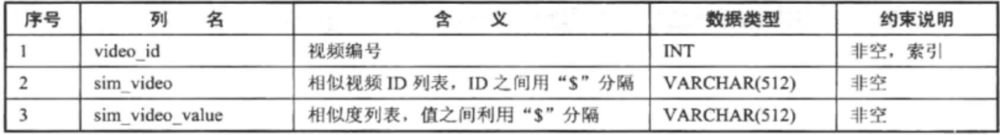 序号 列 名 含 义 数据类型 约束说明
1 video_id 视频编号 INT 非空，索引
2 sim_video 相似视频 ID 列表，ID 之间用“$”分隔 VARCHAR(512) 非空
3 sim_video_value 相似度列表，值之间利用“$”分隔 VARCHAR(512) 非空